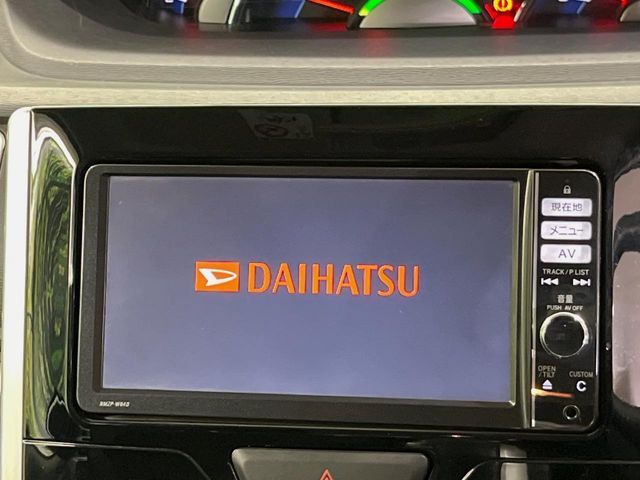 DAIHATSU
現在地
メニュー
AV
TRACK/P LIST
音量
PUSH AV OFF
OPEN
/TILT
CUSTOM
C
RMZP-W64D